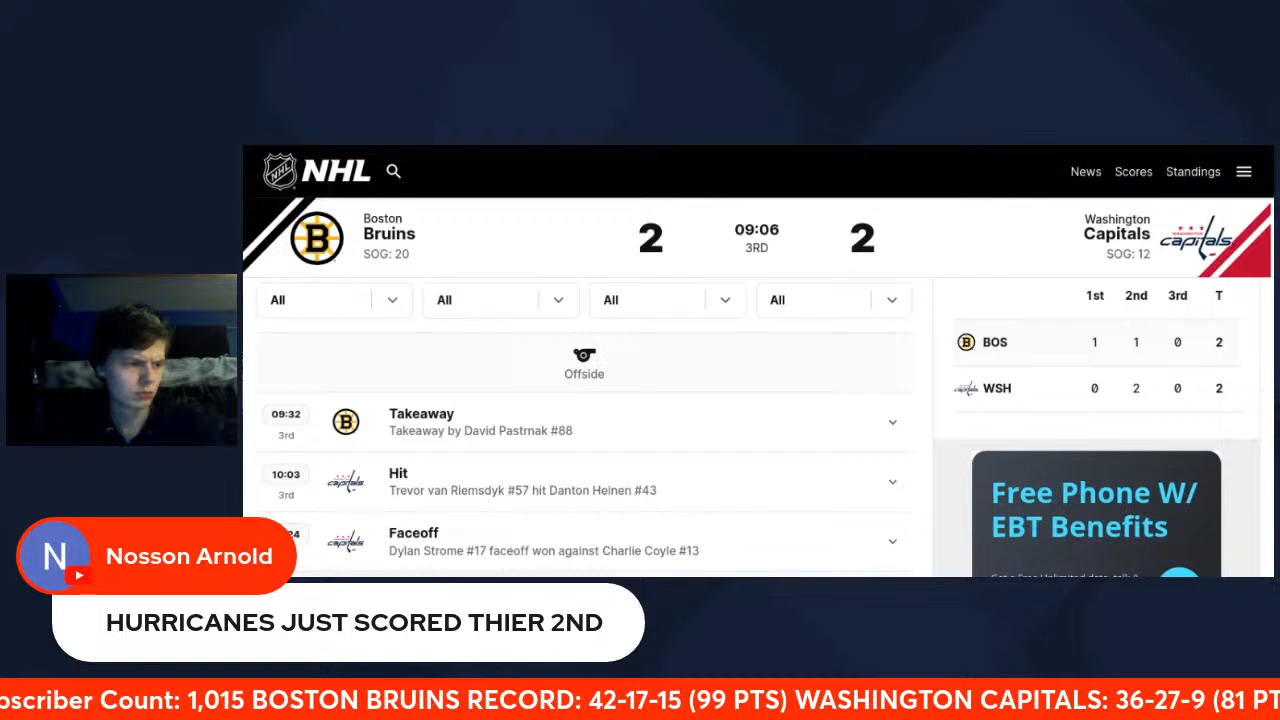 NHL
News Scores Standings
Boston
Bruins
SOG: 20
2
09:06
3RD
2
Washington
Capitals
SOG: 12
capitals
All All All All
Offside
09:32
3rd
Takeaway
Takeaway by David Pastrnak #88
10:03
3rd
capitals
Hit
Trevor van Riemsdyk #57 hit Danton Heinen #43
capitals
Faceoff
Dylan Strome #17 faceoff won against Charlie Coyle #13
1st 2nd 3rd T
BOS 1 1 0 2
WSH 0 2 0 2
Free Phone W/
EBT Benefits
N
Nosson Arnold
HURRICANES JUST SCORED THIER 2ND
bscriber Count: 1,015 BOSTON BRUINS RECORD: 42-17-15 (99 PTS) WASHINGTON CAPITALS: 36-27-9 (81 PT